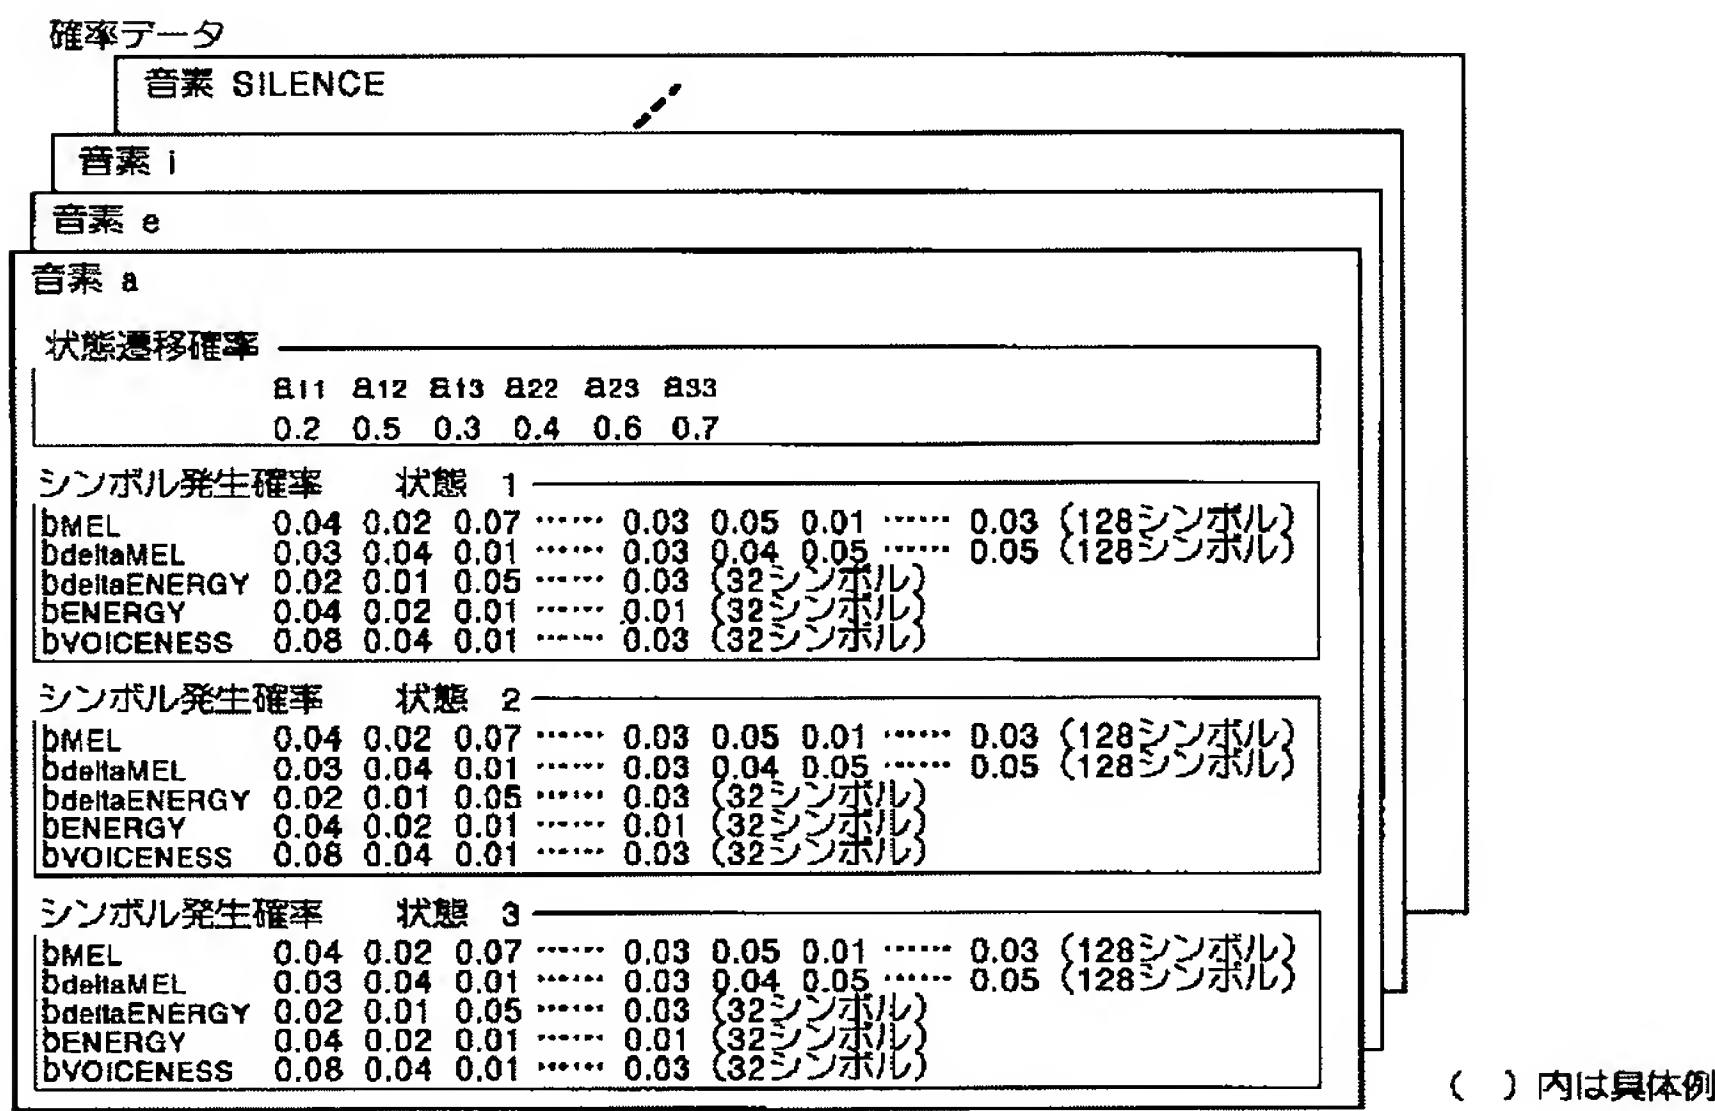 確率データ
音素 SILENCE
音素 i
音素 e
音素 a
状態遷移確率
a11 a12 a13 a22 a23 a33
0.2 0.5 0.3 0.4 0.6 0.7
シンボル発生確率 状態 1
bMEL 0.04 0.02 0.07 …… 0.03 0.05 0.01 …… 0.03 (128シンボル)
bdeltaMEL 0.03 0.04 0.01 …… 0.03 0.04 0.05 …… 0.05 (128シンボル)
bdeltaENERGY 0.02 0.01 0.05 …… 0.03 (32シンボル)
bENERGY 0.04 0.02 0.01 …… 0.01 (32シンボル)
bVOICENESS 0.08 0.04 0.01 …… 0.03 (32シンボル)
シンボル発生確率 状態 2
bMEL 0.04 0.02 0.07 …… 0.03 0.05 0.01 …… 0.03 (128シンボル)
bdeltaMEL 0.03 0.04 0.01 …… 0.03 0.04 0.05 …… 0.05 (128シンボル)
bdeltaENERGY 0.02 0.01 0.05 …… 0.03 (32シンボル)
bENERGY 0.04 0.02 0.01 …… 0.01 (32シンボル)
bVOICENESS 0.08 0.04 0.01 …… 0.03 (32シンボル)
シンボル発生確率 状態 3
bMEL 0.04 0.02 0.07 …… 0.03 0.05 0.01 …… 0.03 (128シンボル)
bdeltaMEL 0.03 0.04 0.01 …… 0.03 0.04 0.05 …… 0.05 (128シンボル)
bdeltaENERGY 0.02 0.01 0.05 …… 0.03 (32シンボル)
bENERGY 0.04 0.02 0.01 …… 0.01 (32シンボル)
bVOICENESS 0.08 0.04 0.01 …… 0.03 (32シンボル)
( ) 内は具体例